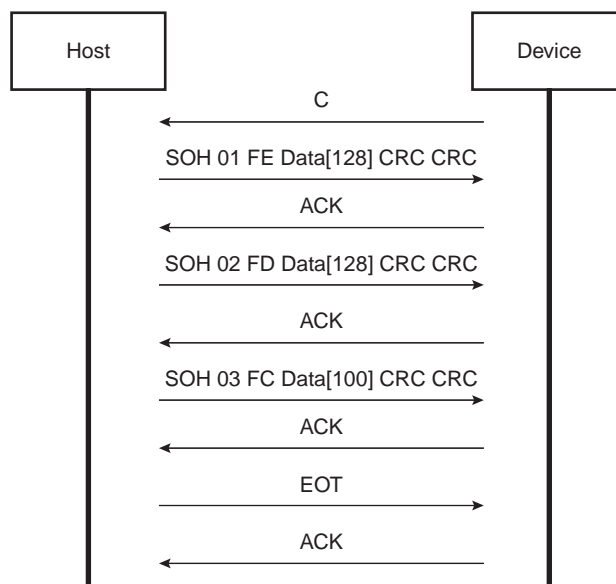 Host
Device
C
SOH 01 FE Data[128] CRC CRC
ACK
SOH 02 FD Data[128] CRC CRC
ACK
SOH 03 FC Data[100] CRC CRC
ACK
EOT
ACK